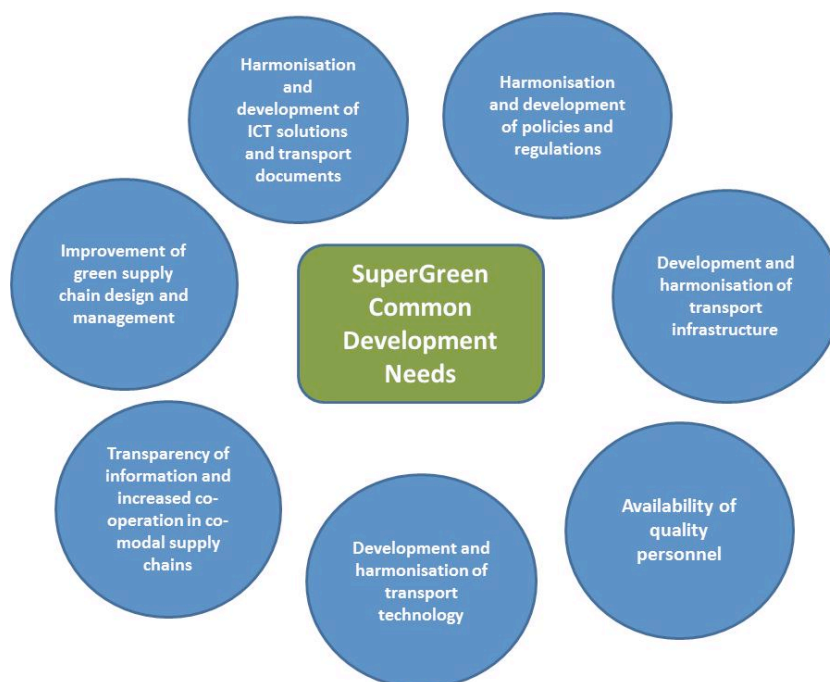 Harmonisation
and
development of
ICT solutions
and transport
documents
Harmonisation
and development
of policies and
regulations
Improvement of
green supply
chain design and
management
SuperGreen
Common
Development
Needs
Development and
harmonisation of
transport
infrastructure
Transparency of
information and
increased co-
operation in co-
modal supply
chains
Development and
harmonisation of
transport
technology
Availability of
quality
personnel